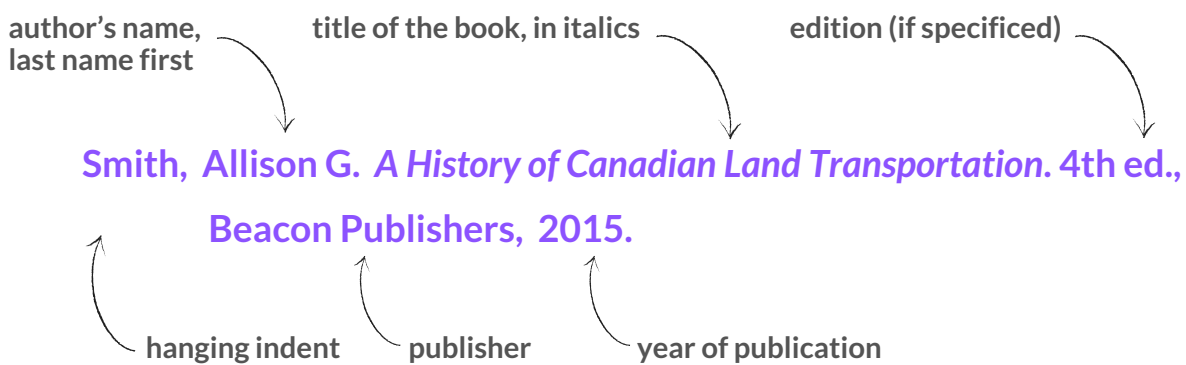 author's name,
last name first
title of the book, in italics
edition (if specificed)
Smith, Allison G. A History of Canadian Land Transportation. 4th ed.,
Beacon Publishers, 2015.
hanging indent
publisher
year of publication